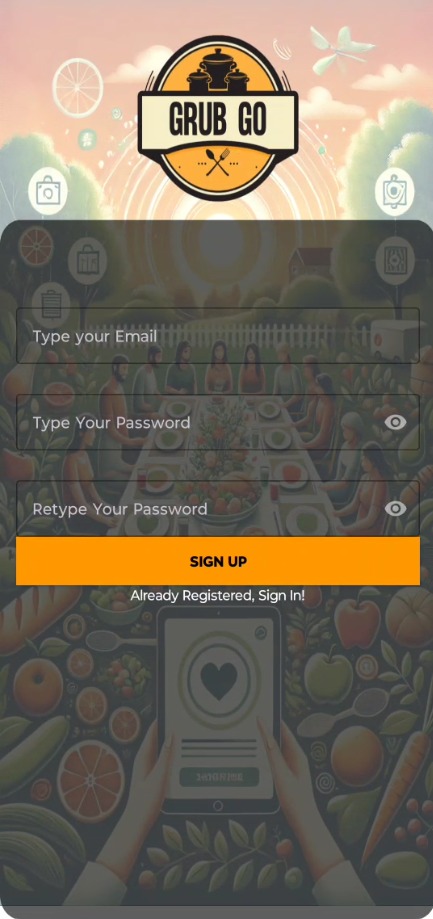 GRUB GO
Type your Email
Type Your Password
Retype Your Password
SIGN UP
Already Registered, Sign In!